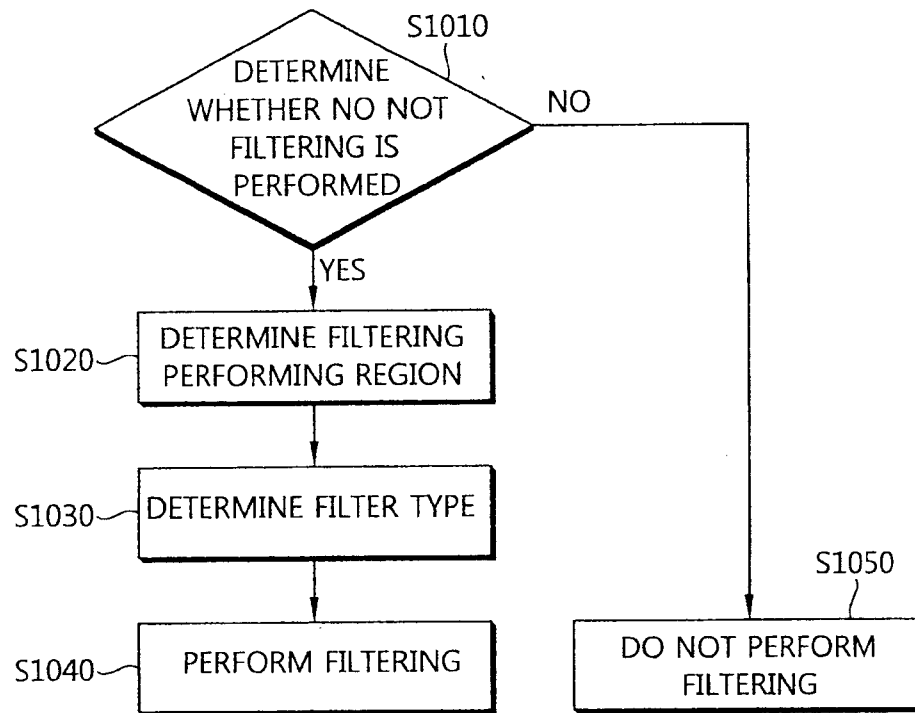 S1010
DETERMINE
WHETHER NO NOT
FILTERING IS
PERFORMED
NO
YES
S1020
DETERMINE FILTERING
PERFORMING REGION
S1030
DETERMINE FILTER TYPE
S1050
S1040
PERFORM FILTERING
DO NOT PERFORM
FILTERING